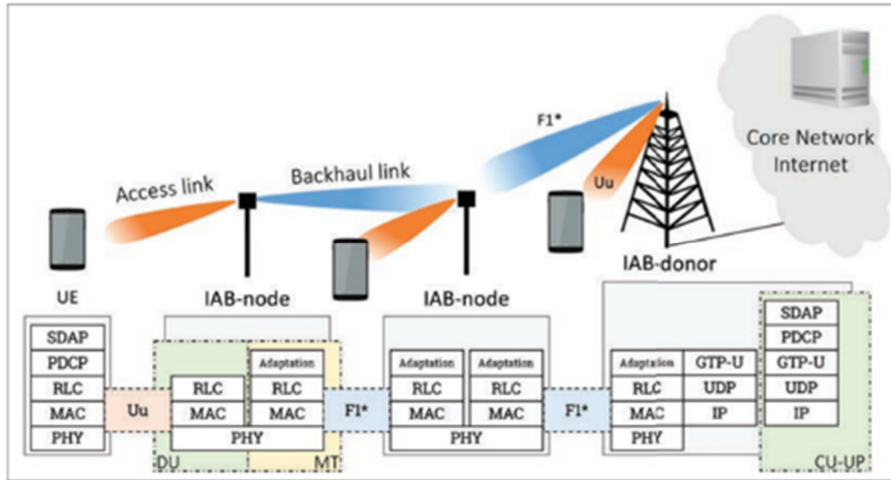 F1*
Core Network
Internet
Access link
Backhaul link
Uu
UE
IAB-node
IAB-node
IAB-donor
SDAP
PDCP
RLC
MAC
PHY
Uu
RLC
MAC
Adaptation
RLC
MAC
PHY
DU
MT
F1*
Adaptation
RLC
MAC
Adaptation
RLC
MAC
PHY
F1*
Adaptation
RLC
MAC
PHY
GTP-U
UDP
IP
SDAP
PDCP
GTP-U
UDP
IP
CU-UP